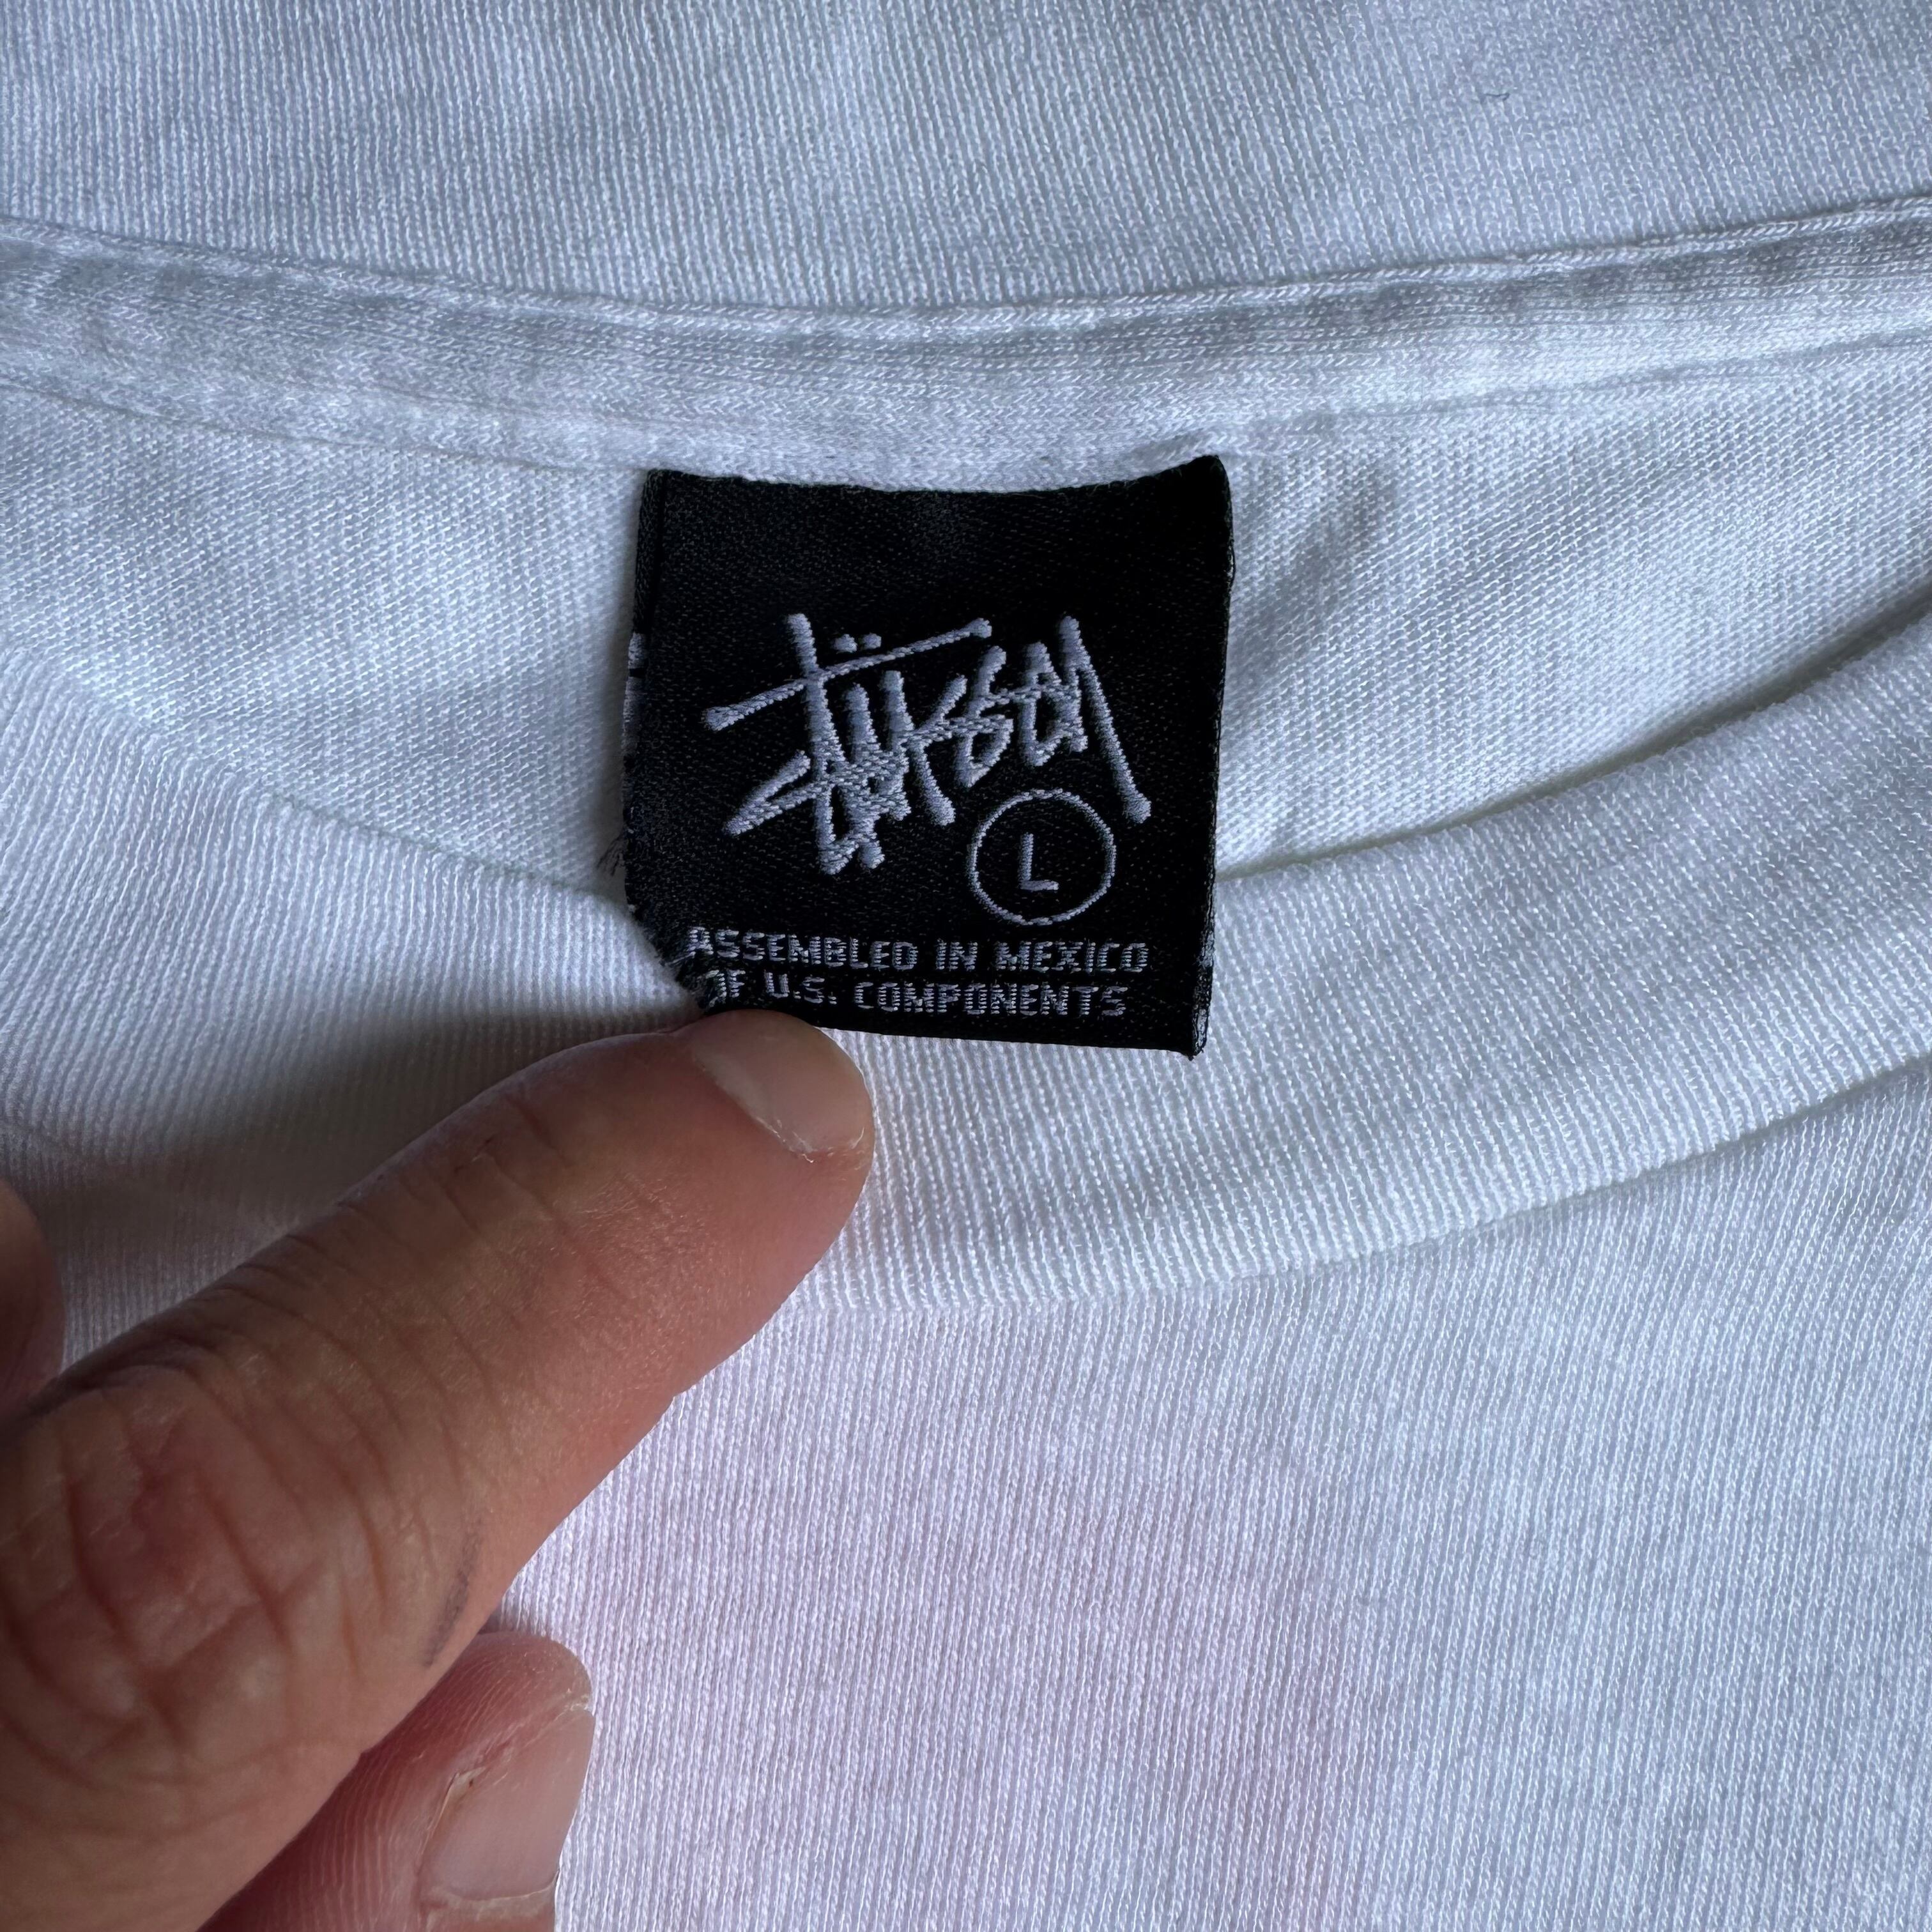 Stüssy
L
ASSEMBLED IN MEXICO
OF U.S. COMPONENTS